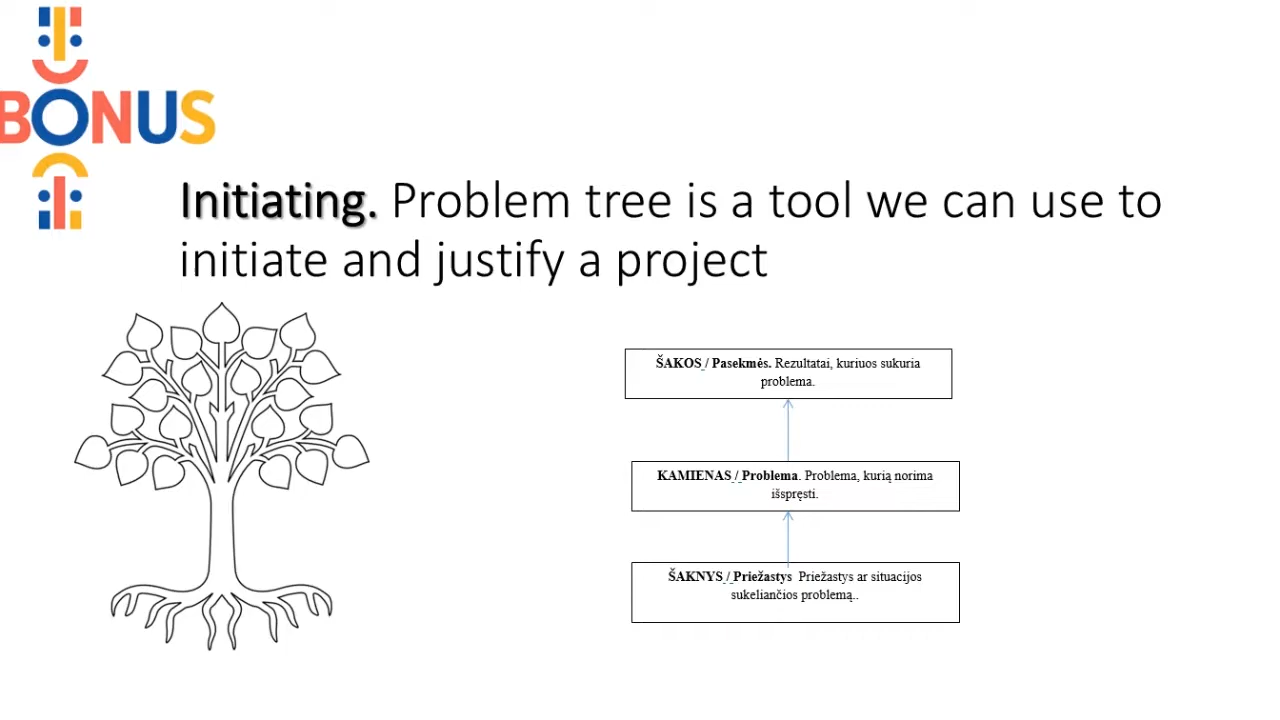 BONUS
Initiating. Problem tree is a tool we can use to
initiate and justify a project
ŠAKOS / Pasekmės. Rezultatai, kuriuos sukuria
problema.
KAMIENAS / Problema. Problema, kurią norima
išspręsti.
ŠAKNYS / Priežastys Priežastys ar situacijos
sukeliančios problemą..